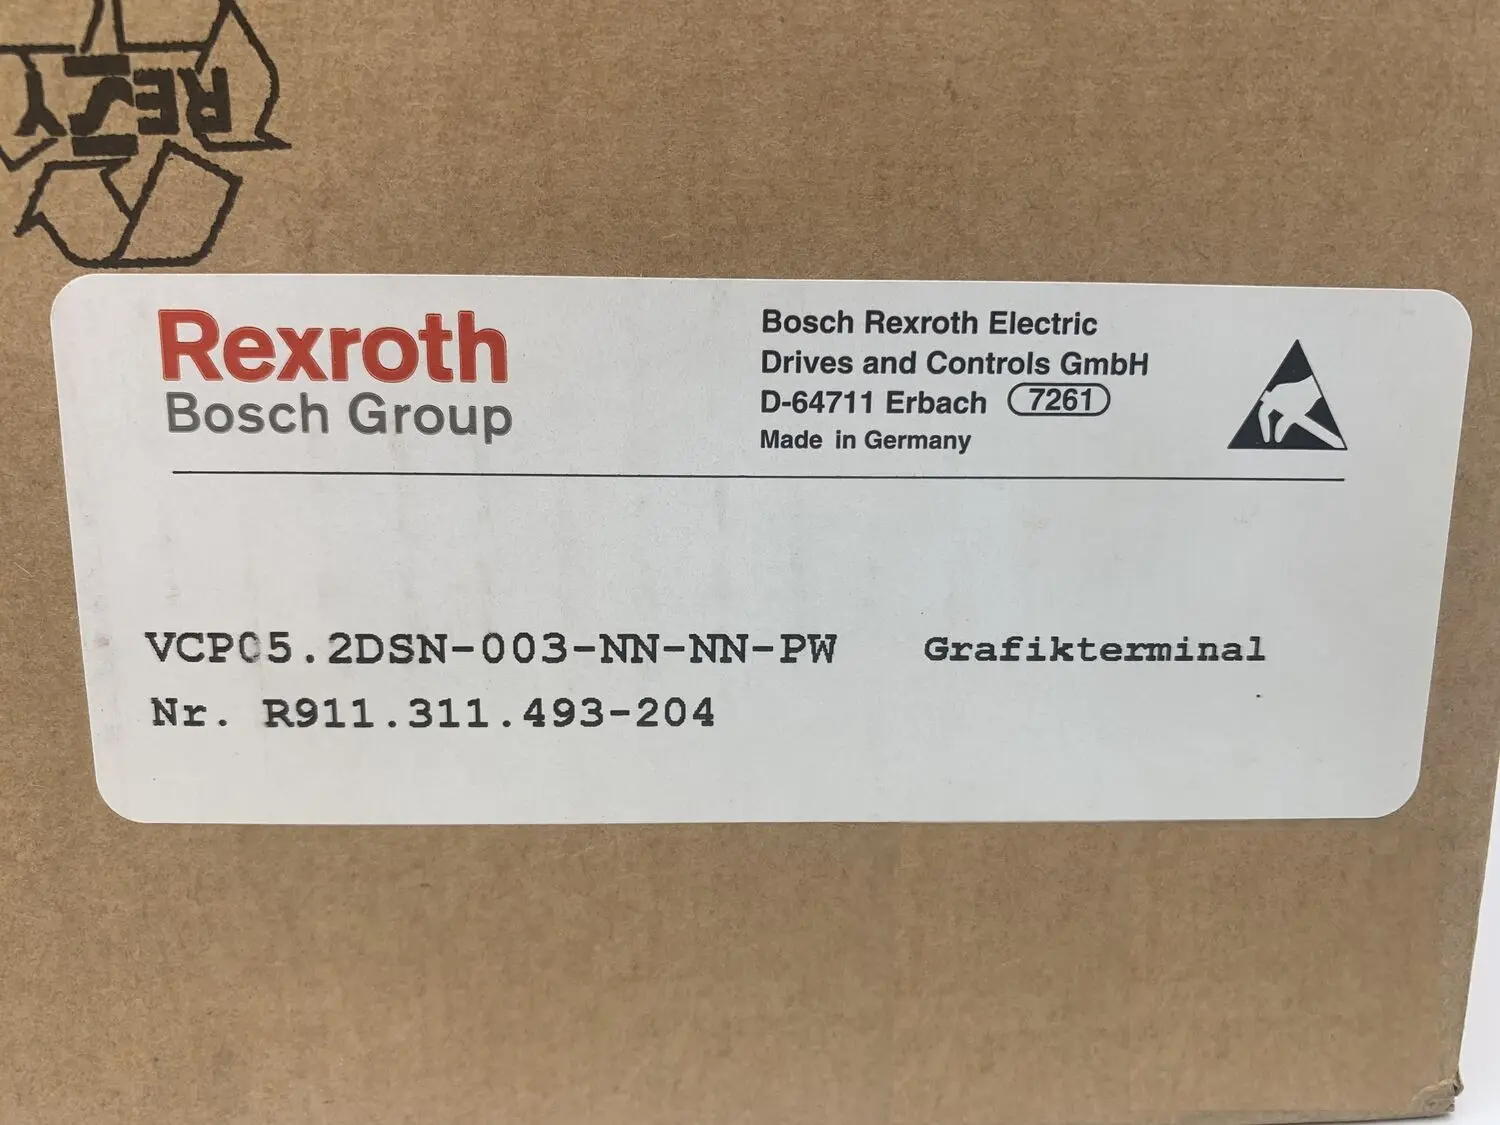 RESY
Rexroth
Bosch Group
Bosch Rexroth Electric
Drives and Controls GmbH
D-64711 Erbach 7261
Made in Germany
VCP05.2DSN-003-NN-NN-PW Grafikterminal
Nr. R911.311.493-204